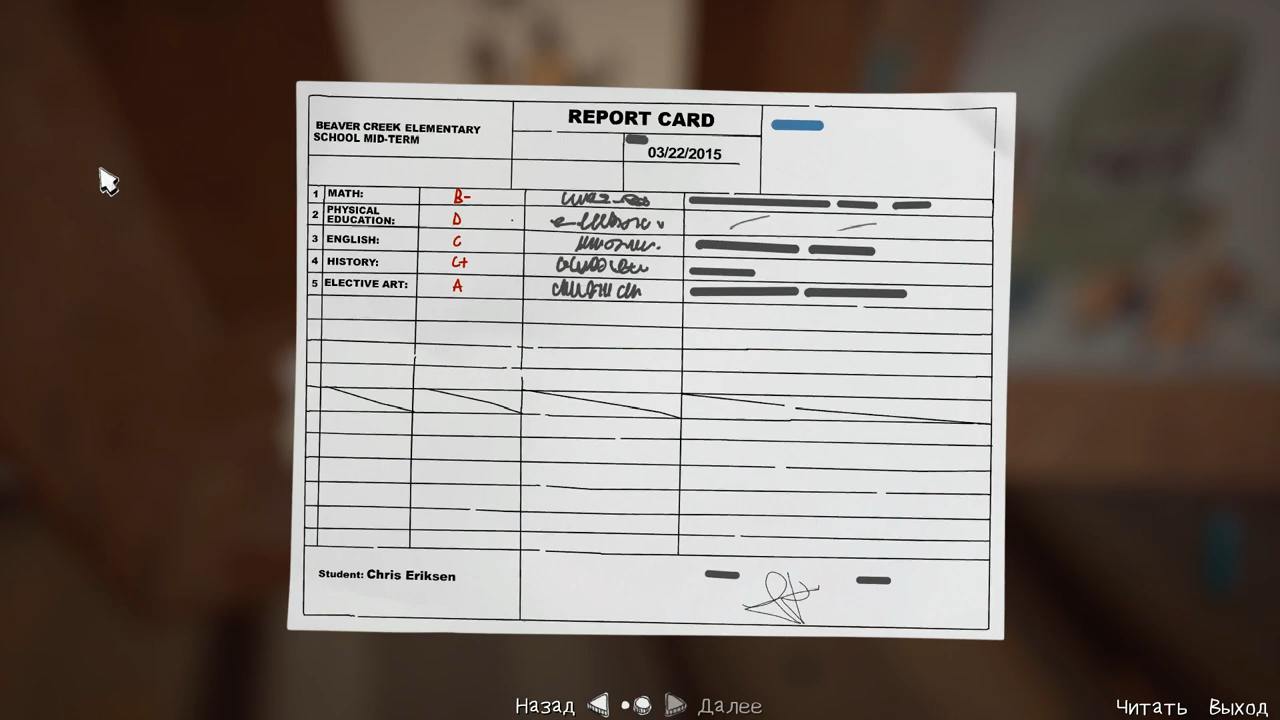 BEAVER CREEK ELEMENTARY
SCHOOL MID-TERM
REPORT CARD
03/22/2015
1 MATH: B-
2 PHYSICAL
EDUCATION: D
3 ENGLISH: C
4 HISTORY: C+
5 ELECTIVE ART: A
Student: Chris Eriksen
Назад
Далее
Читать
Выход